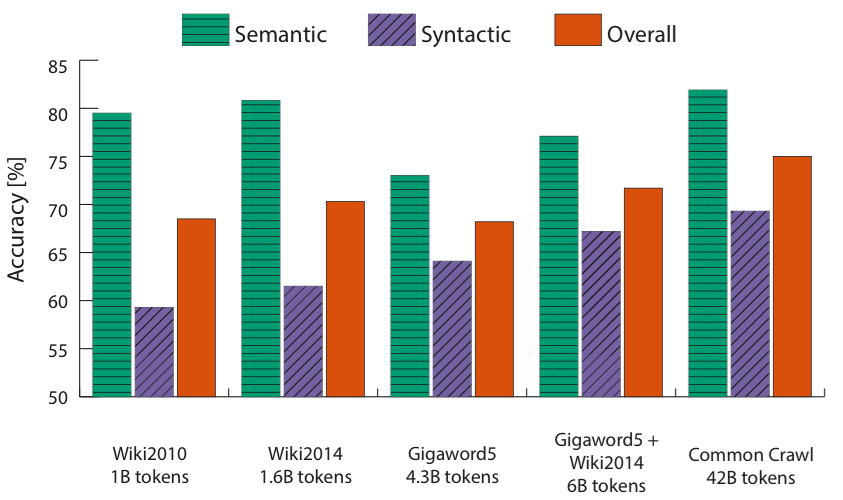 Semantic Syntactic Overall
Accuracy [%]
85
80
75
70
65
60
55
50
Wiki2010
1B tokens
Wiki2014
1.6B tokens
Gigaword5
4.3B tokens
Gigaword5 +
Wiki2014
6B tokens
Common Crawl
42B tokens